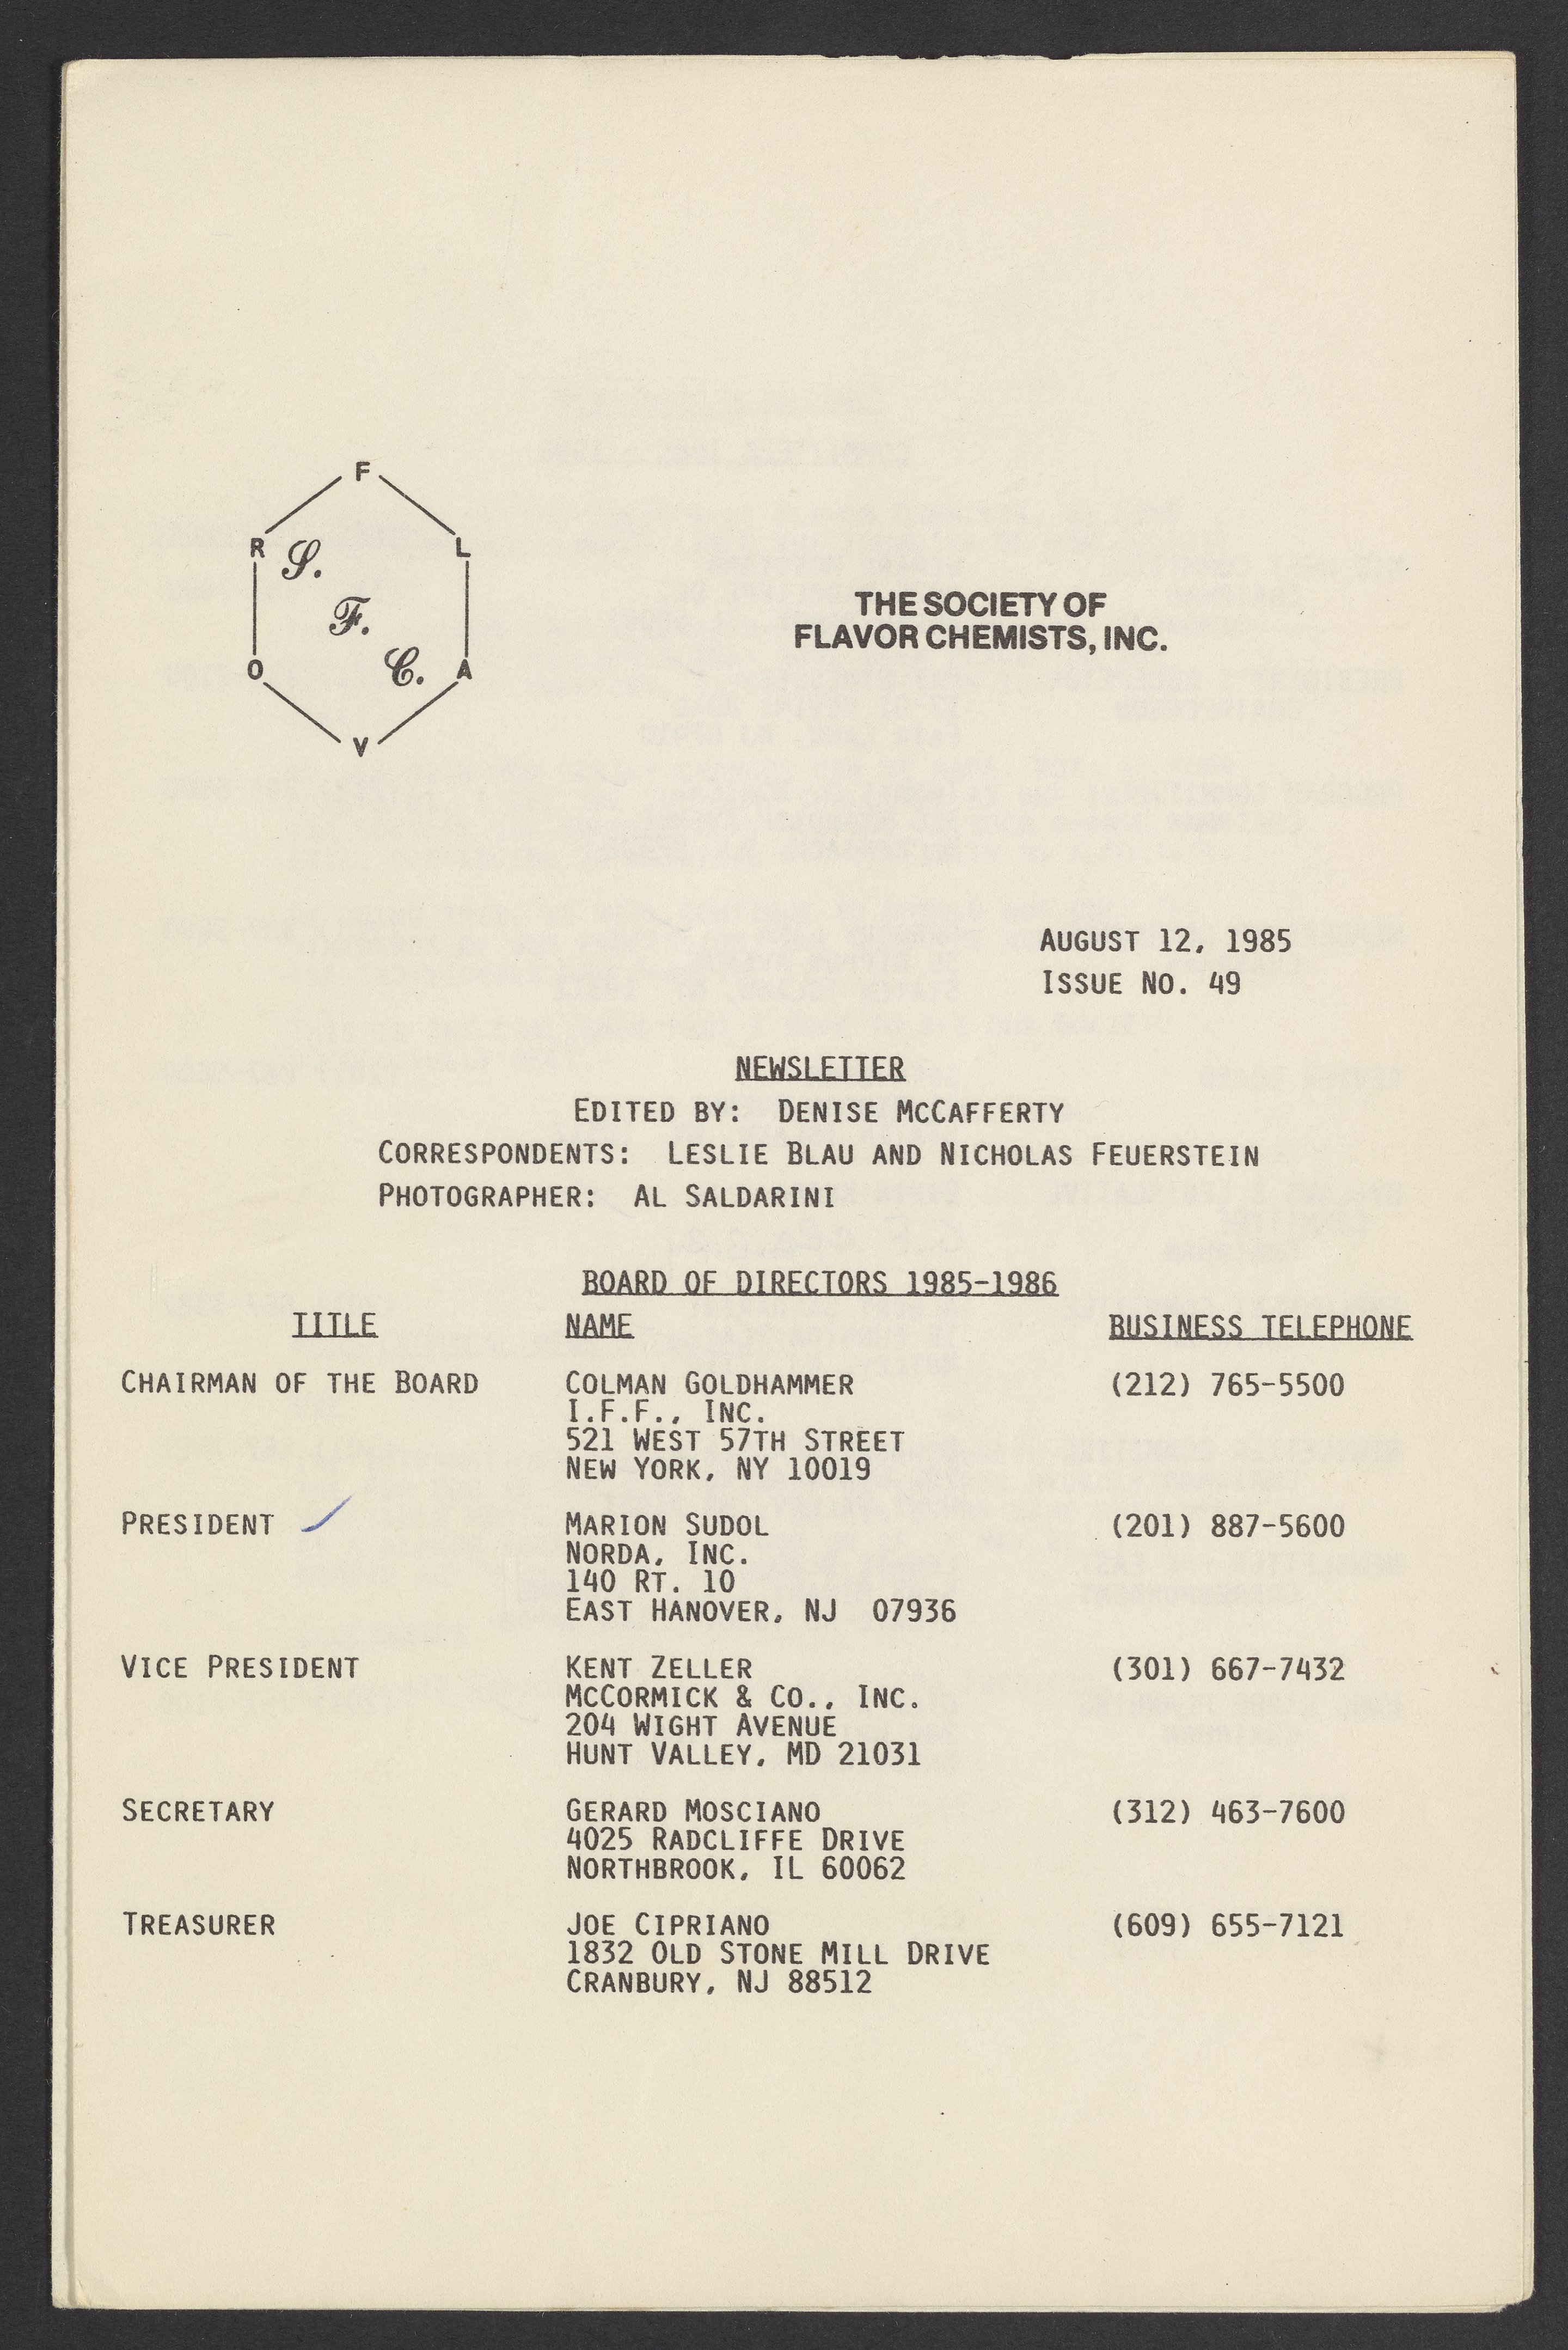 F
R L
S.
F.
C.
O A
V
THE SOCIETY OF
FLAVOR CHEMISTS, INC.
AUGUST 12, 1985
ISSUE NO. 49
NEWSLETTER
EDITED BY: DENISE MCCAFFERTY
CORRESPONDENTS: LESLIE BLAU AND NICHOLAS FEUERSTEIN
PHOTOGRAPHER: AL SALDARINI
BOARD OF DIRECTORS 1985-1986
TITLE NAME BUSINESS TELEPHONE
CHAIRMAN OF THE BOARD COLMAN GOLDHAMMER (212) 765-5500
I.F.F., INC.
521 WEST 57TH STREET
NEW YORK, NY 10019
PRESIDENT MARION SUDOL (201) 887-5600
NORDA, INC.
140 RT. 10
EAST HANOVER, NJ 07936
VICE PRESIDENT KENT ZELLER (301) 667-7432
MCCORMICK & CO., INC.
204 WIGHT AVENUE
HUNT VALLEY, MD 21031
SECRETARY GERARD MOSCIANO (312) 463-7600
4025 RADCLIFFE DRIVE
NORTHBROOK, IL 60062
TREASURER JOE CIPRIANO (609) 655-7121
1832 OLD STONE MILL DRIVE
CRANBURY, NJ 88512